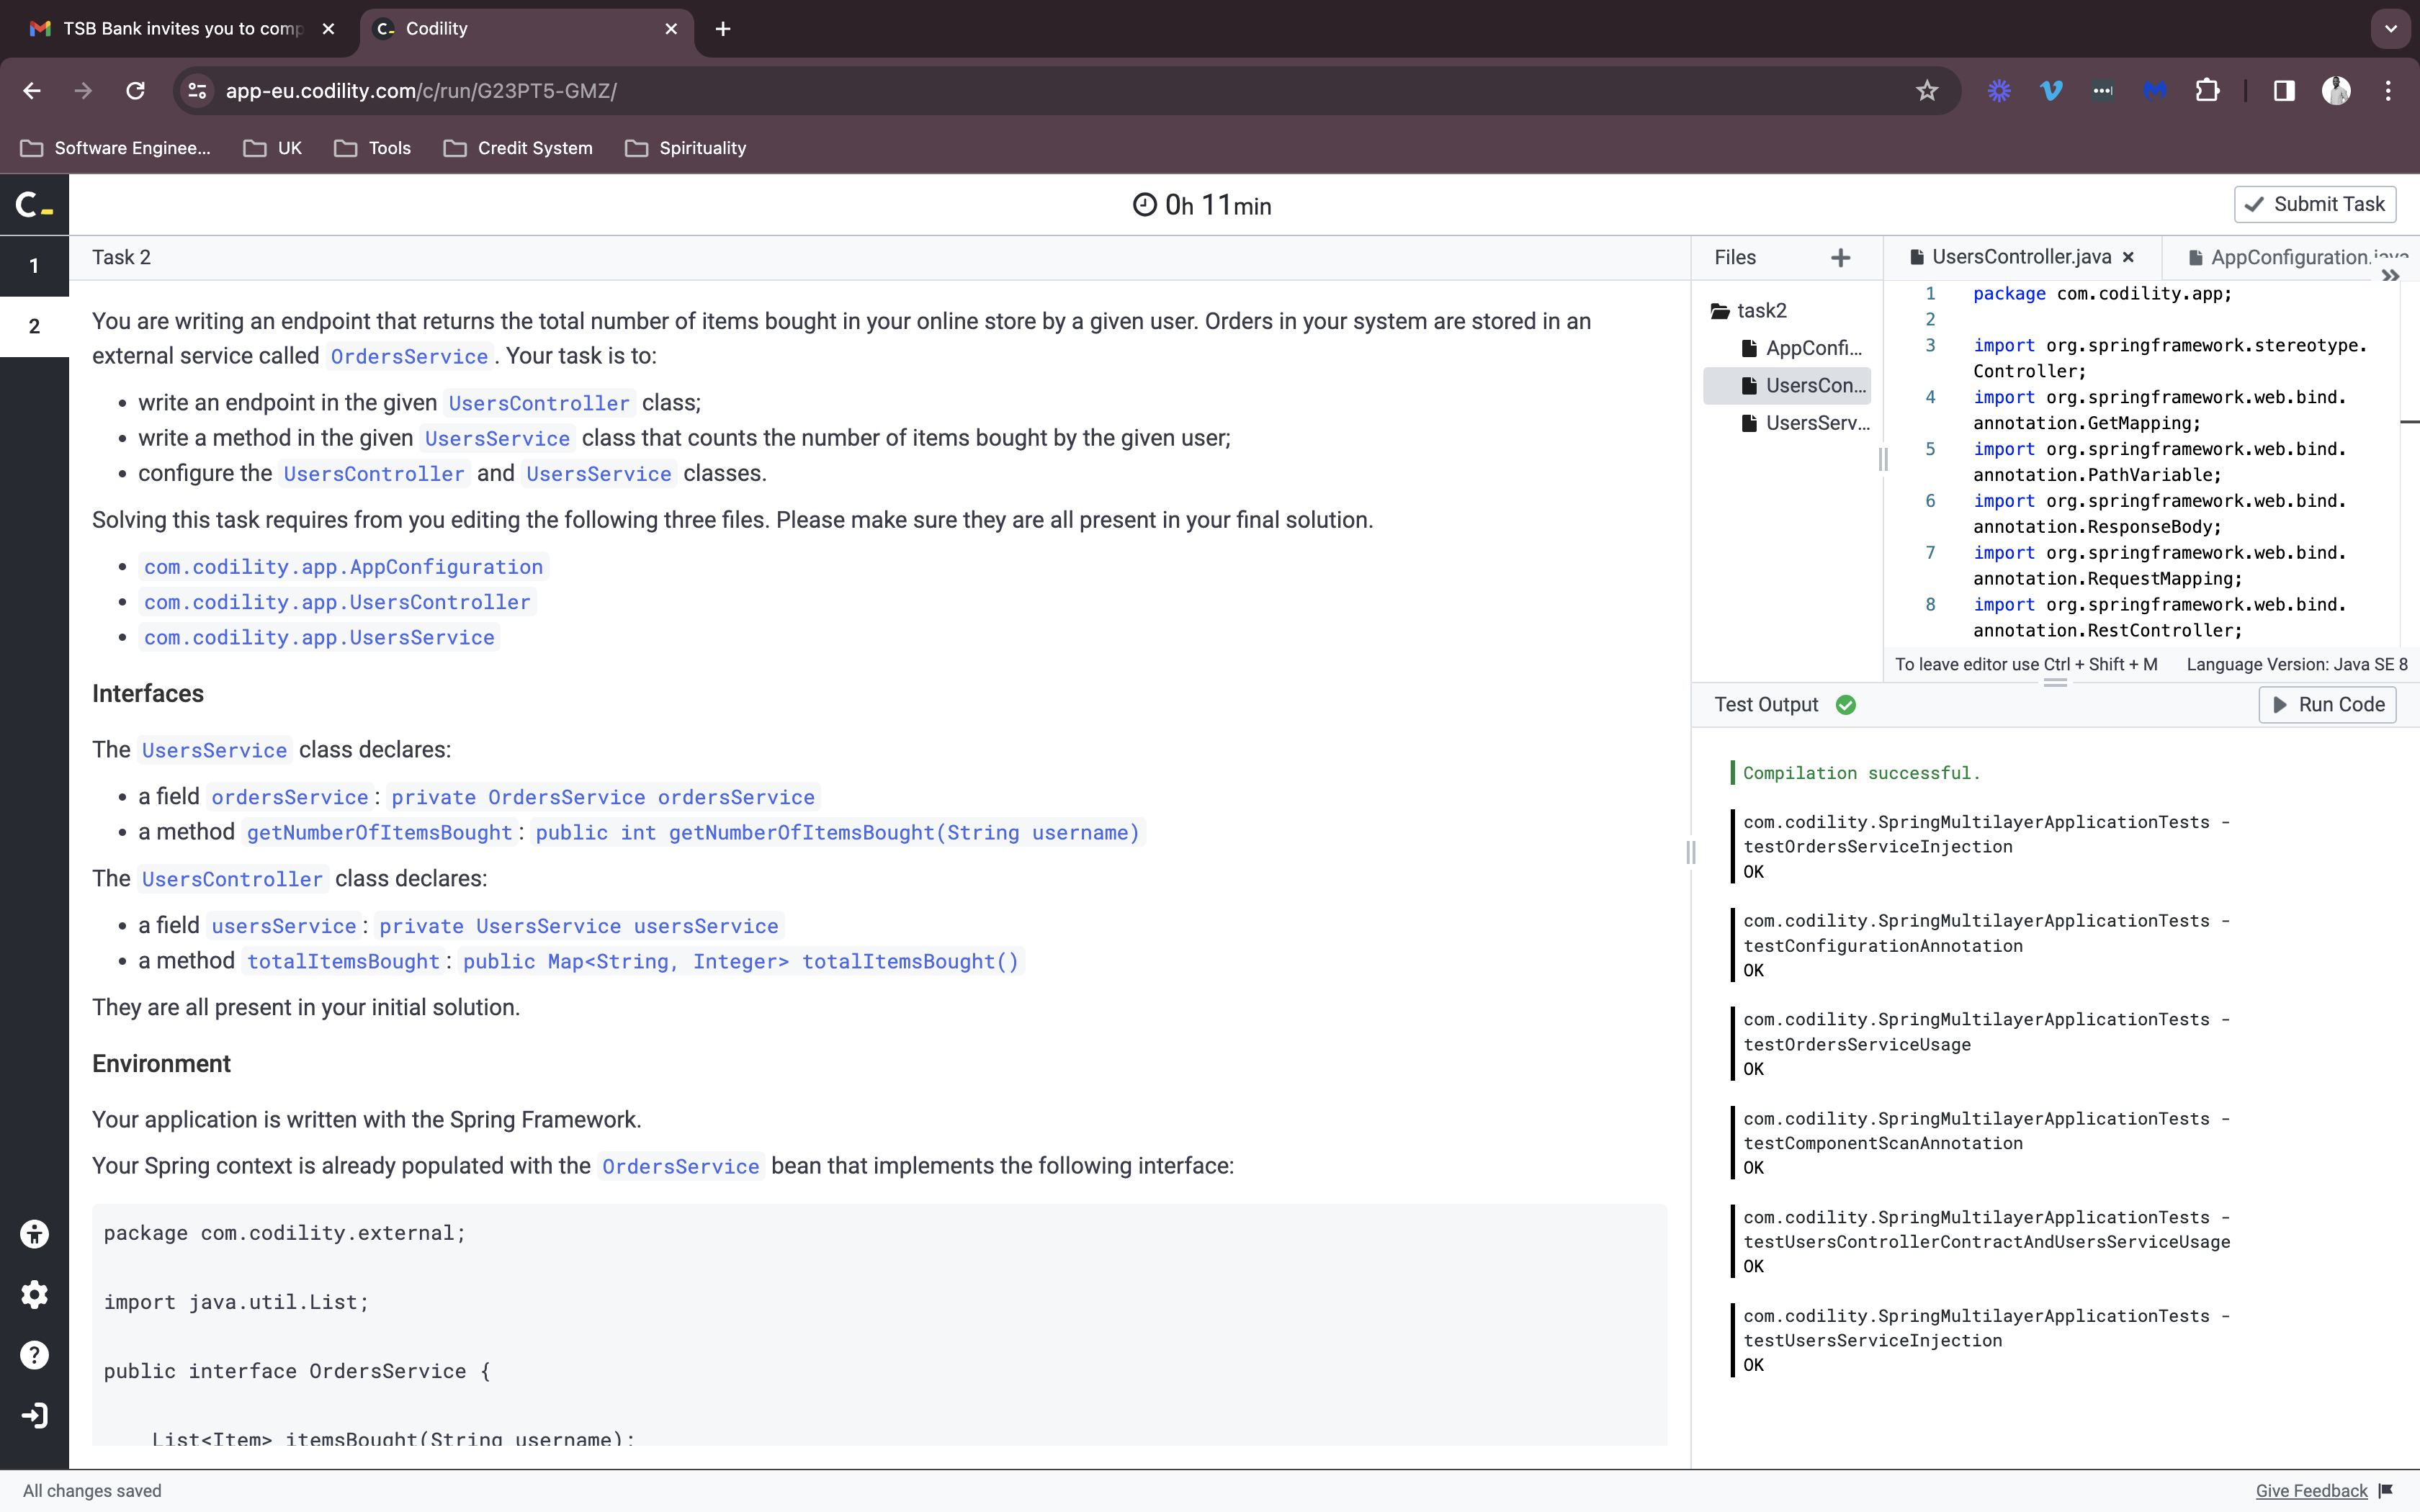 TSB Bank invites you to comp
Codility
app-eu.codility.com/c/run/G23PT5-GMZ/
Software Enginee...
UK
Tools
Credit System
Spirituality
C_
0h 11min
Submit Task
1
2
Task 2
You are writing an endpoint that returns the total number of items bought in your online store by a given user. Orders in your system are stored in an
external service called OrdersService. Your task is to:
• write an endpoint in the given UsersController class;
• write a method in the given UsersService class that counts the number of items bought by the given user;
• configure the UsersController and UsersService classes.
Solving this task requires from you editing the following three files. Please make sure they are all present in your final solution.
• com.codility.app.AppConfiguration
• com.codility.app.UsersController
• com.codility.app.UsersService
Interfaces
The UsersService class declares:
• a field ordersService: private OrdersService ordersService
• a method getNumberOfItemsBought: public int getNumberOfItemsBought(String username)
The UsersController class declares:
• a field usersService: private UsersService usersService
• a method totalItemsBought: public Map<String, Integer> totalItemsBought()
They are all present in your initial solution.
Environment
Your application is written with the Spring Framework.
Your Spring context is already populated with the OrdersService bean that implements the following interface:
package com.codility.external;
import java.util.List;
public interface OrdersService {
List<Item> itemsBought(String username);
Files
task2
AppConfi...
UsersCon...
UsersServ...
UsersController.java
AppConfiguration.java
1 package com.codility.app;
2
3 import org.springframework.stereotype.
Controller;
4 import org.springframework.web.bind.
annotation.GetMapping;
5 import org.springframework.web.bind.
annotation.PathVariable;
6 import org.springframework.web.bind.
annotation.ResponseBody;
7 import org.springframework.web.bind.
annotation.RequestMapping;
8 import org.springframework.web.bind.
annotation.RestController;
To leave editor use Ctrl + Shift + M
Language Version: Java SE 8
Test Output
Run Code
Compilation successful.
com.codility.SpringMultilayerApplicationTests -
testOrdersServiceInjection
OK
com.codility.SpringMultilayerApplicationTests -
testConfigurationAnnotation
OK
com.codility.SpringMultilayerApplicationTests -
testOrdersServiceUsage
OK
com.codility.SpringMultilayerApplicationTests -
testComponentScanAnnotation
OK
com.codility.SpringMultilayerApplicationTests -
testUsersControllerContractAndUsersServiceUsage
OK
com.codility.SpringMultilayerApplicationTests -
testUsersServiceInjection
OK
All changes saved
Give Feedback